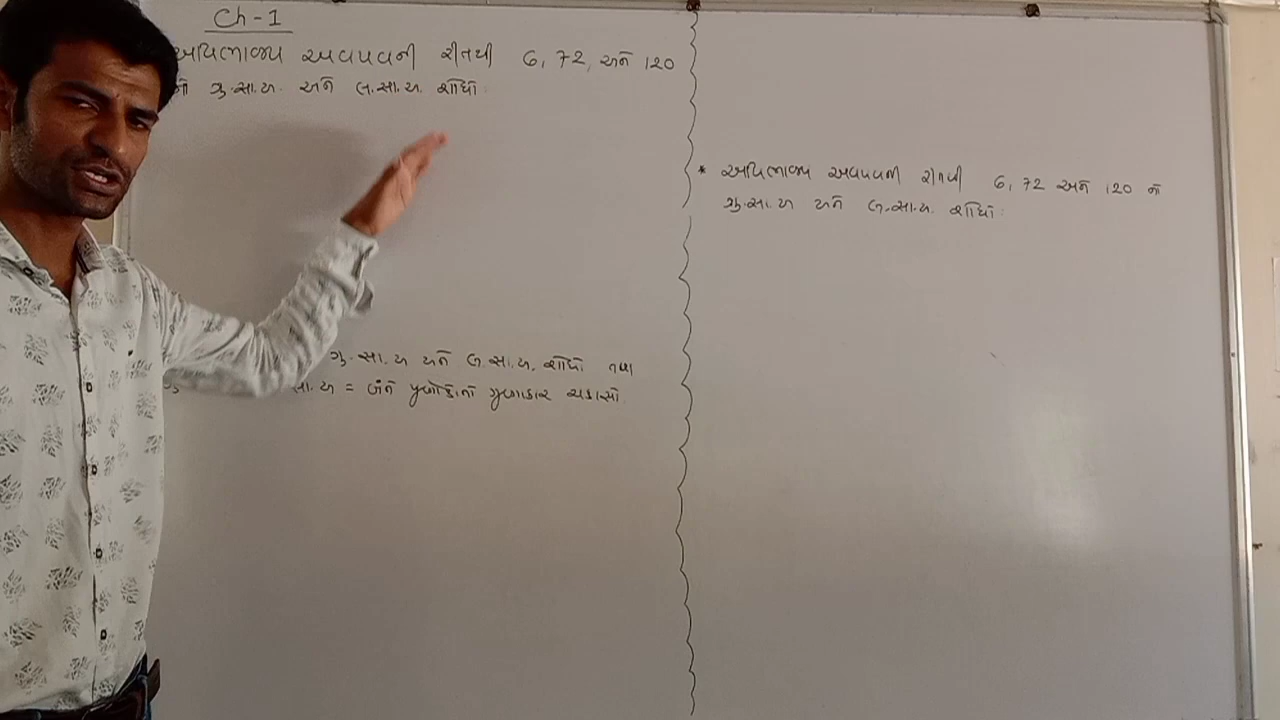 Ch-1
અવિભાજ્ય અવયવની રીતથી 6, 72, અને 120
નો ગુ.સા.અ. અને લ.સા.અ. શોધો.
ગુ.સા.અ અને લ.સા.અ. શોધો તથા
સા.અ = બંને પૂર્ણાંકોના ગુણાકાર ચકાસો.
* અવિભાજ્ય અવયવની રીતથી 6, 72 અને 120 નો
ગુ.સા.અ અને લ.સા.અ. શોધો.